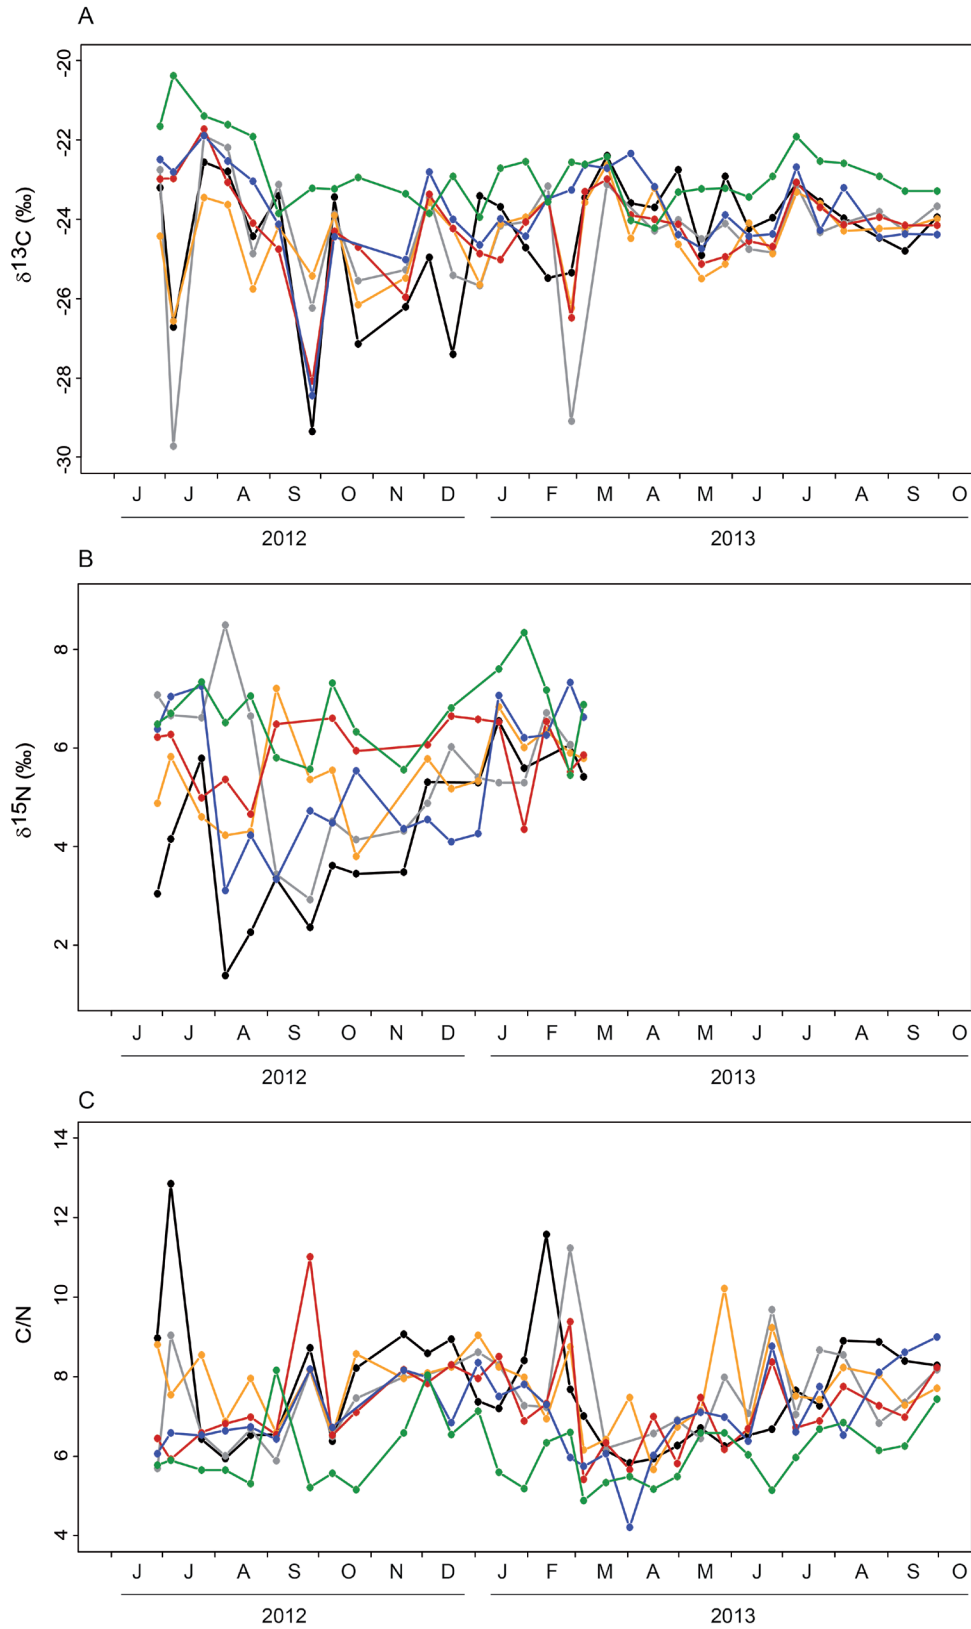 A
-20
-22
-24
-26
-28
-30
δ13C (‰)
J J A S O N D J F M A M J J A S O
2012 2013
B
8
6
4
2
δ15N (‰)
J J A S O N D J F M A M J J A S O
2012 2013
C
14
12
10
8
6
4
C/N
J J A S O N D J F M A M J J A S O
2012 2013